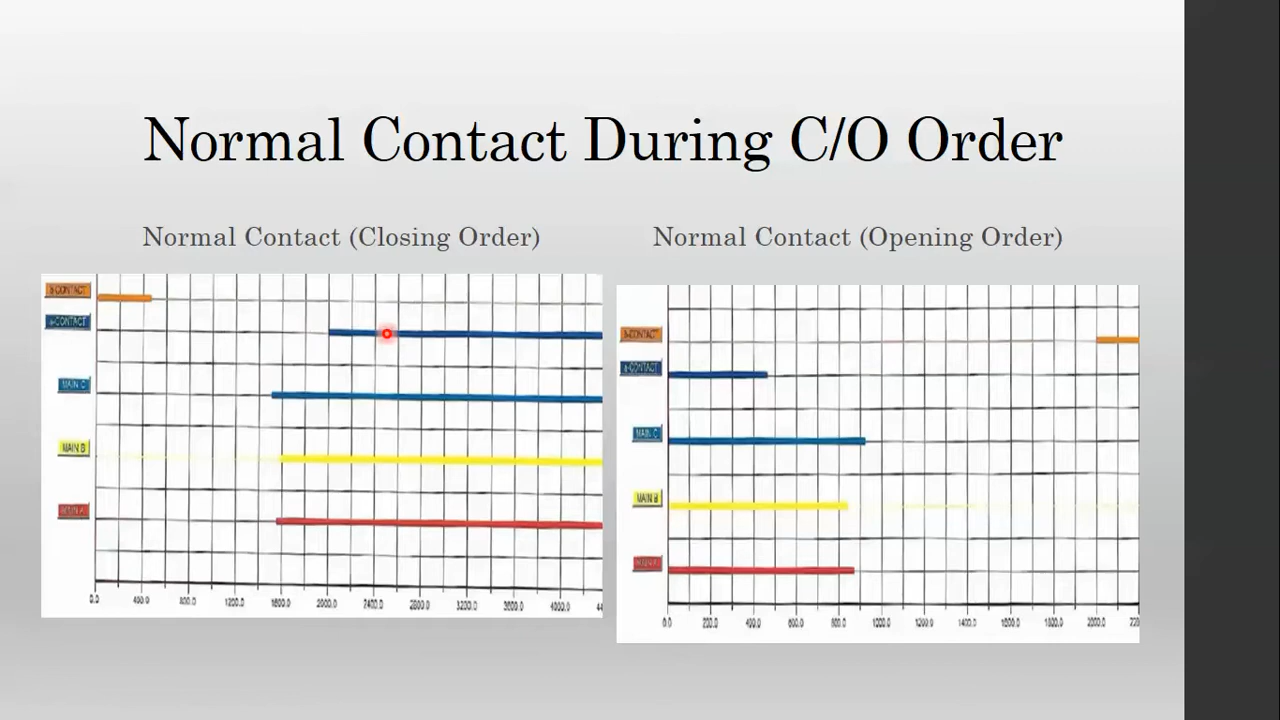 Normal Contact During C/O Order
Normal Contact (Closing Order)
Normal Contact (Opening Order)
b-CONTACT
a-CONTACT
MAIN C
MAIN B
MAIN A
0.0 400.0 800.0 1200.0 1600.0 2000.0 2400.0 2800.0 3200.0 3600.0 4000.0
b-CONTACT
a-CONTACT
MAIN C
MAIN B
MAIN A
0.0 200.0 400.0 600.0 800.0 1000.0 1200.0 1400.0 1600.0 1800.0 2000.0